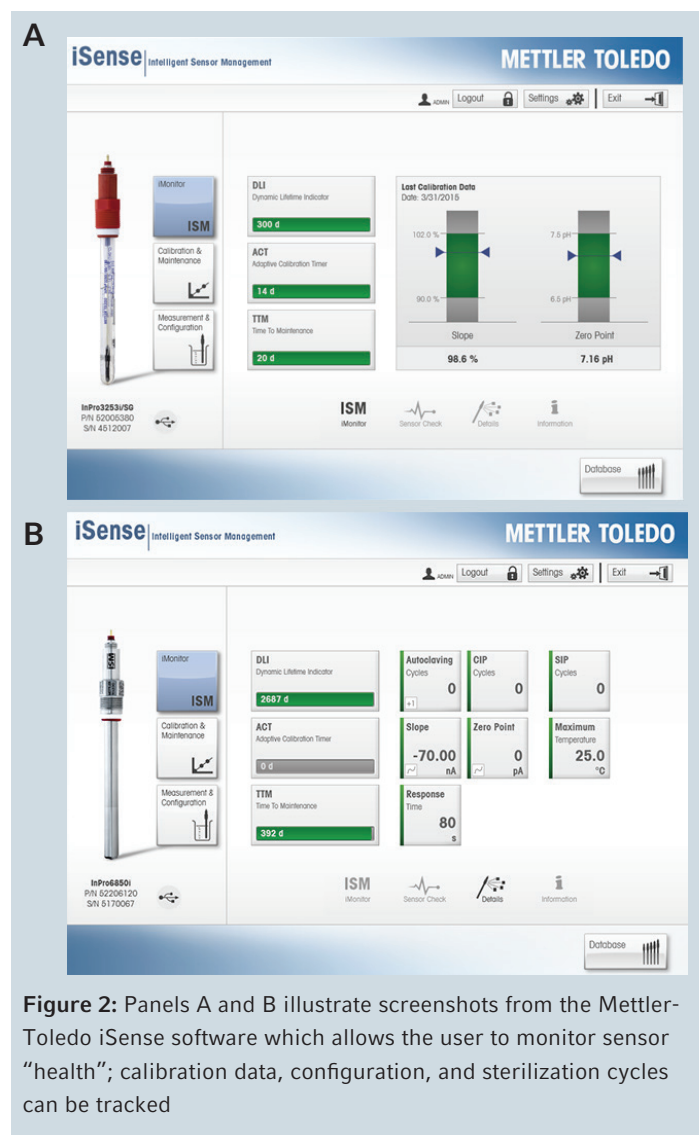 A
iSense Intelligent Sensor Management
METTLER TOLEDO
ADMIN Logout Settings Exit
iMonitor
ISM
Calibration &
Maintenance
Measurement &
Configuration
InPro3253i/SG
P/N 52005380
S/N 4512007
DLI
Dynamic Lifetime Indicator
300 d
ACT
Adaptive Calibration Timer
14 d
TTM
Time To Maintenance
20 d
Last Calibration Data
Date: 3/31/2015
102.0 %
90.0 %
Slope
98.6 %
7.5 pH
6.5 pH
Zero Point
7.16 pH
ISM
iMonitor
Sensor Check
Details
Information
Database
B
iSense Intelligent Sensor Management
METTLER TOLEDO
ADMIN Logout Settings Exit
iMonitor
ISM
Calibration &
Maintenance
Measurement &
Configuration
InPro6850i
P/N 52206120
S/N 5170067
DLI
Dynamic Lifetime Indicator
2687 d
ACT
Adaptive Calibration Timer
0 d
TTM
Time To Maintenance
392 d
Autoclaving
Cycles
0
+1
CIP
Cycles
0
SIP
Cycles
0
Slope
-70.00
nA
Zero Point
0
pA
Maximum
Temperature
25.0
°C
Response
Time
80
s
ISM
iMonitor
Sensor Check
Details
Information
Database
Figure 2: Panels A and B illustrate screenshots from the Mettler-
Toledo iSense software which allows the user to monitor sensor
“health”; calibration data, configuration, and sterilization cycles
can be tracked